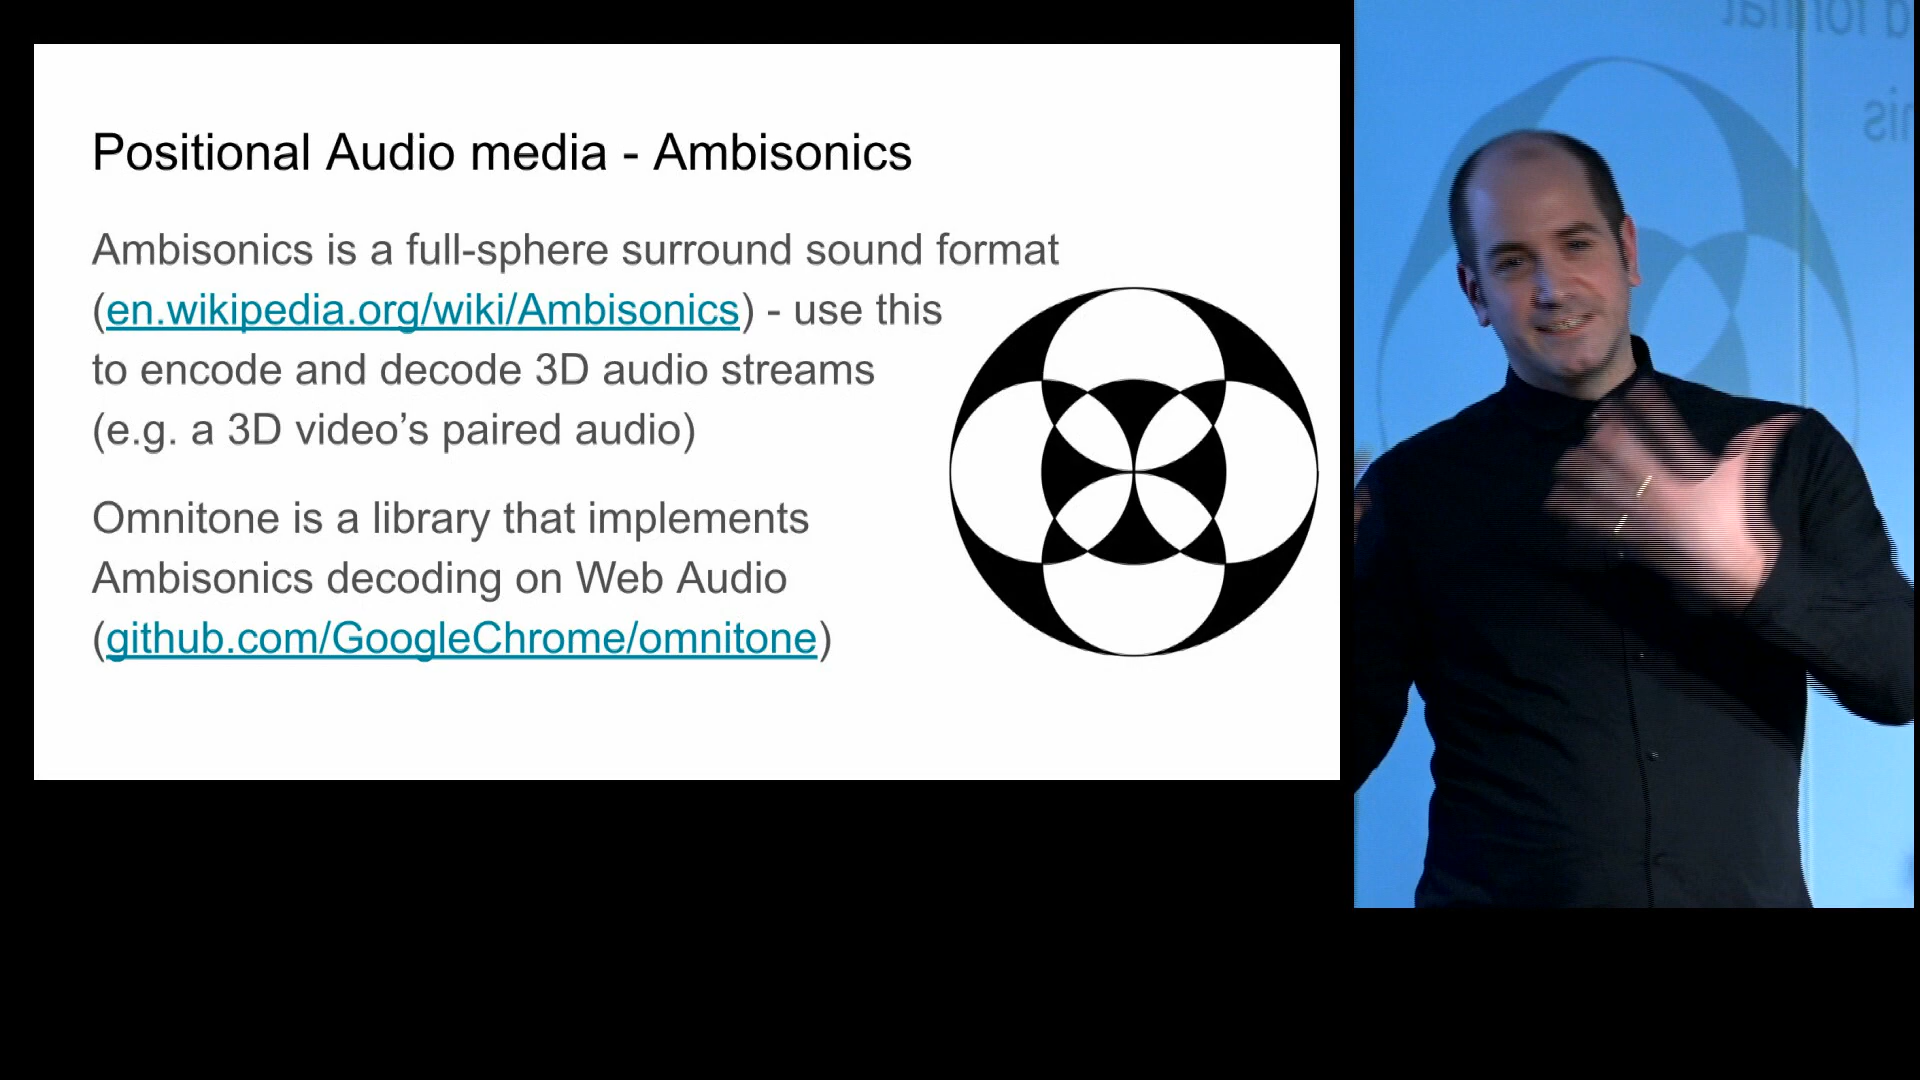 Positional Audio media - Ambisonics
Ambisonics is a full-sphere surround sound format
(en.wikipedia.org/wiki/Ambisonics) - use this
to encode and decode 3D audio streams
(e.g. a 3D video’s paired audio)
Omnitone is a library that implements
Ambisonics decoding on Web Audio
(github.com/GoogleChrome/omnitone)